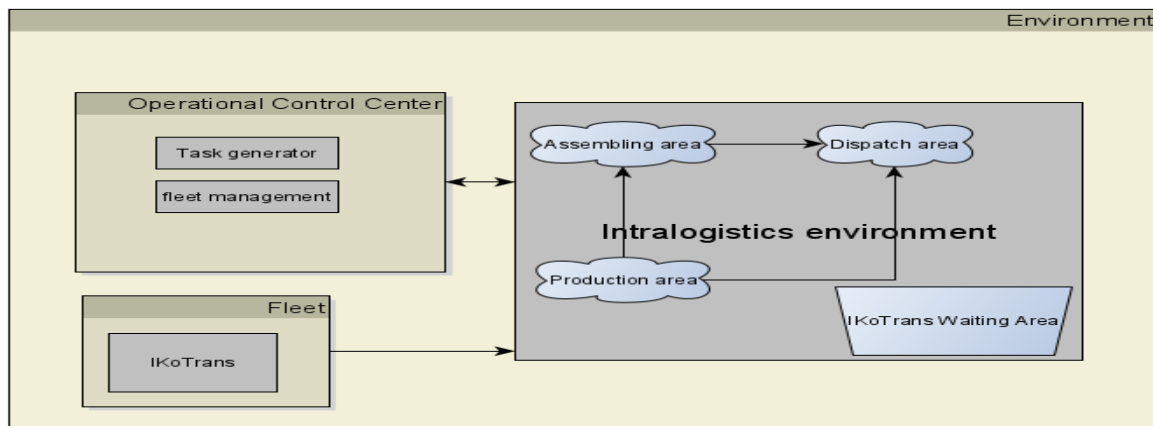 Environment
Operational Control Center
Task generator
fleet management
Assembling area
Dispatch area
Intralogistics environment
Production area
IKoTrans Waiting Area
Fleet
IKoTrans